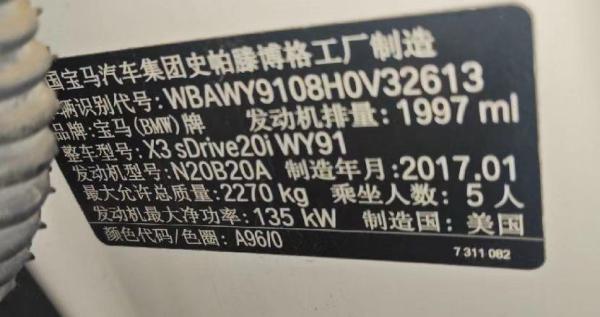 国宝马汽车集团史帕滕博格工厂制造
辆识别代号: WBAWY9108H0V32613
品牌:宝马(BMW)牌 发动机排量: 1997 ml
整车型号: X3 sDrive20i WY91
发动机型号: N20B20A 制造年月: 2017.01
最大允许总质量: 2270 kg 乘坐人数: 5 人
发动机最大净功率: 135 kW 制造国: 美国
颜色代码/色圈: A96/0
7 311 082